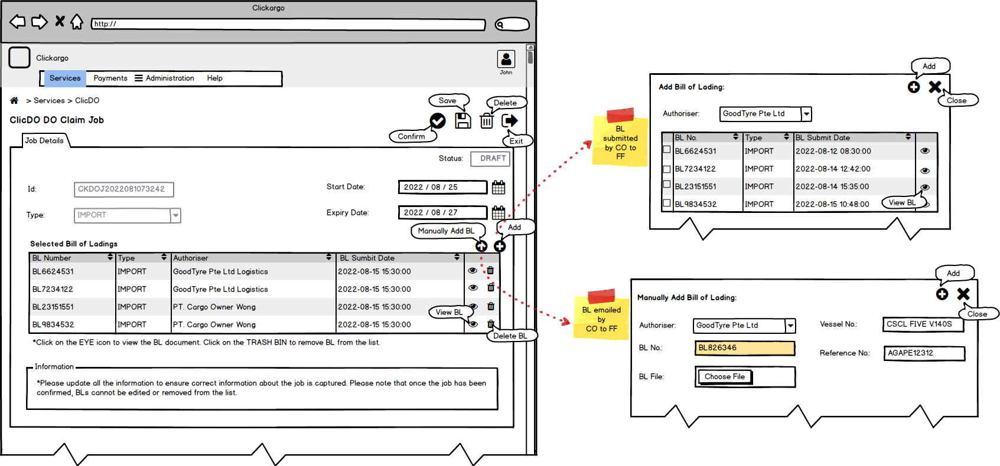 Clickargo
http://
Clickargo
John
Services Payments Administration Help
> Services > ClicDO
Save
Delete
ClicDO DO Claim Job
Confirm
Exit
Job Details
Status: DRAFT
Id: CKDOJ2022081073242
Start Date: 2022 / 08 / 25
Type: IMPORT
Expiry Date: 2022 / 08 / 27
Manually Add BL
Add
Selected Bill of Ladings
BL Number Type Authoriser BL Sumbit Date
BL6624531 IMPORT GoodTyre Pte Ltd Logistics 2022-08-15 15:30:00
BL7234122 IMPORT GoodTyre Pte Ltd Logistics 2022-08-15 15:30:00
BL23151551 IMPORT PT. Cargo Owner Wong 2022-08-15 15:30:00
View BL
BL9834532 IMPORT PT. Cargo Owner Wong 2022-08-15 15:30:00
Delete BL
*Click on the EYE icon to view the BL document. Click on the TRASH BIN to remove BL from the list.
Information
*Please update all the information to ensure correct information about the job is captured. Please note that once the job has been
confirmed, BLs cannot be edited or removed from the list.
BL
submitted
by CO to
FF
Add
Add Bill of Lading:
Close
Authoriser: GoodTyre Pte Ltd
BL No. Type BL Submit Date
BL6624531 IMPORT 2022-08-12 08:30:00
BL7234122 IMPORT 2022-08-14 12:42:00
BL23151551 IMPORT 2022-08-14 15:35:00
BL9834532 IMPORT 2022-08-15 10:48:00
View BL
BL emailed
by
CO to FF
Add
Manually Add Bill of Lading:
Close
Authoriser: GoodTyre Pte Ltd
Vessel No.: CSCL FIVE V.140S
BL No.: BL826346
Reference No.: AGAPE12312
BL File: Choose File